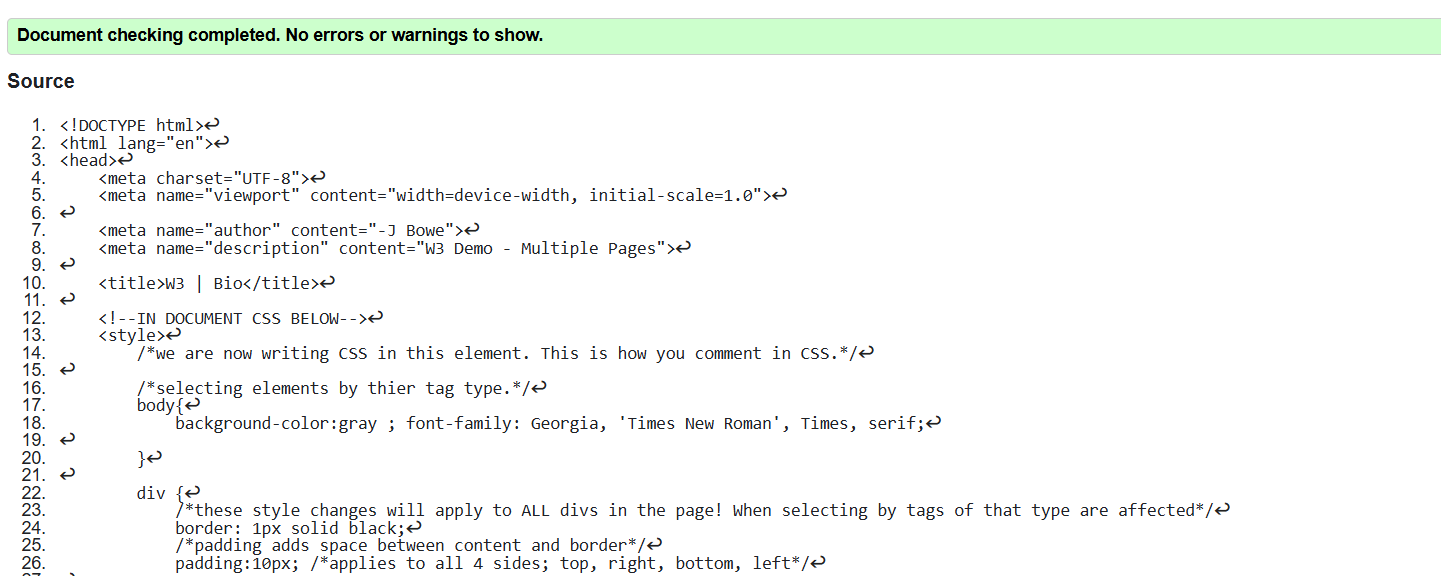 Document checking completed. No errors or warnings to show.
Source
1. <!DOCTYPE html>↩
2. <html lang="en">↩
3. <head>↩
4.     <meta charset="UTF-8">↩
5.     <meta name="viewport" content="width=device-width, initial-scale=1.0">↩
6. ↩
7.     <meta name="author" content="-J Bowe">↩
8.     <meta name="description" content="W3 Demo - Multiple Pages">↩
9. ↩
10.     <title>W3 | Bio</title>↩
11. ↩
12.     <!--IN DOCUMENT CSS BELOW-->↩
13.     <style>↩
14.         /*we are now writing CSS in this element. This is how you comment in CSS.*/↩
15. ↩
16.         /*selecting elements by thier tag type.*/↩
17.         body{↩
18.             background-color:gray ; font-family: Georgia, 'Times New Roman', Times, serif;↩
19. ↩
20.         }↩
21. ↩
22.         div {↩
23.             /*these style changes will apply to ALL divs in the page! When selecting by tags of that type are affected*/↩
24.             border: 1px solid black;↩
25.             /*padding adds space between content and border*/↩
26.             padding:10px; /*applies to all 4 sides; top, right, bottom, left*/↩